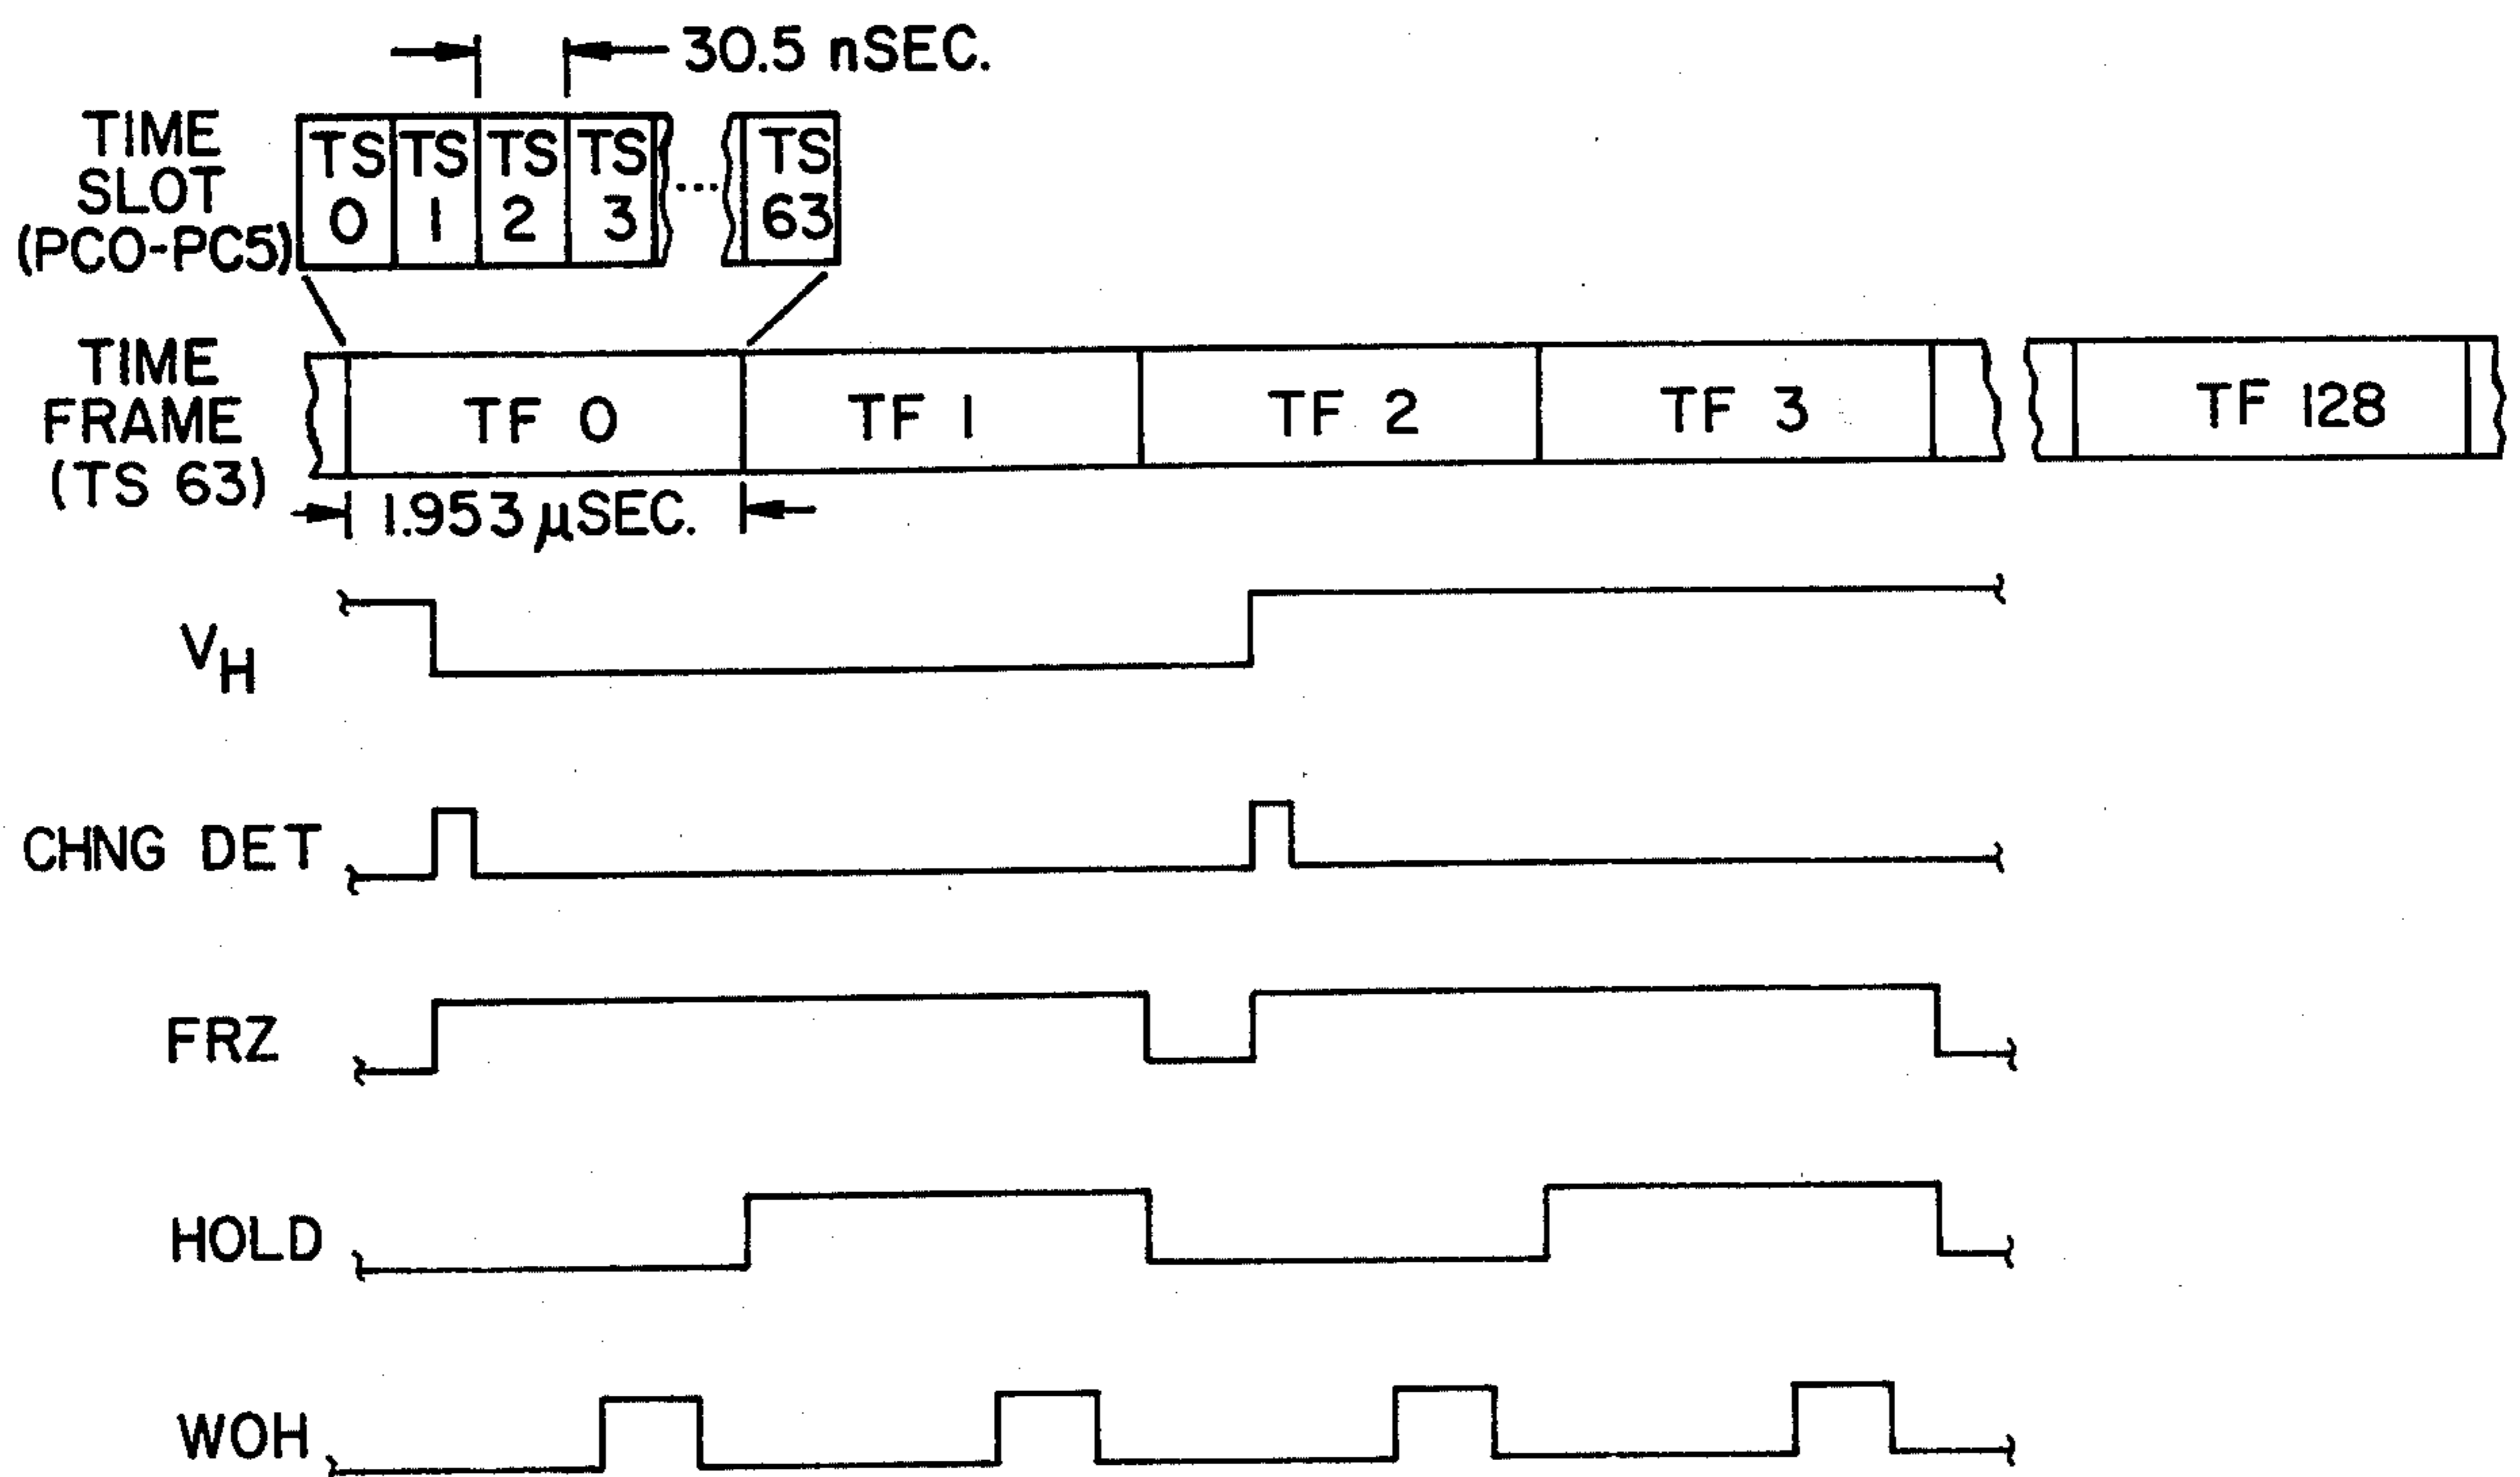 30.5 nSEC.
TIME
SLOT
(PC0-PC5)
TS
0
TS
1
TS
2
TS
3
...
TS
63
TIME
FRAME
(TS 63)
TF 0
TF 1
TF 2
TF 3
TF 128
1.953 µSEC.
VH
CHNG DET
FRZ
HOLD
WOH